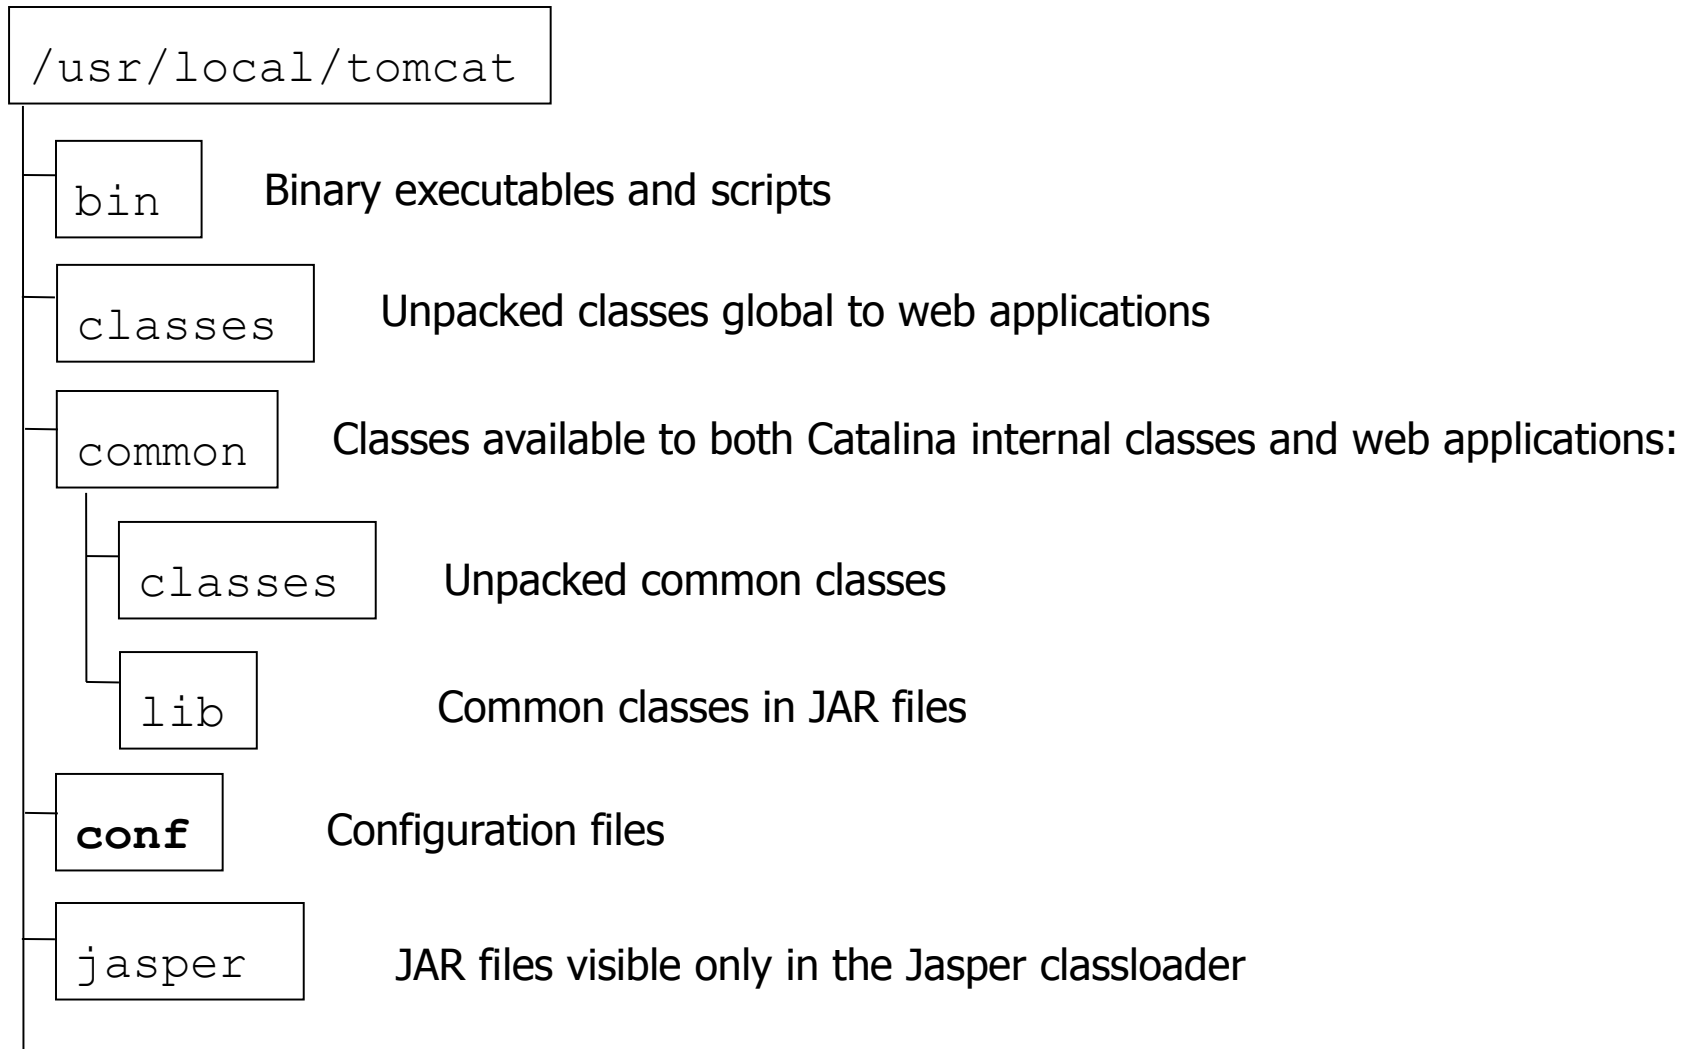 /usr/local/tomcat
bin Binary executables and scripts
classes Unpacked classes global to web applications
common Classes available to both Catalina internal classes and web applications:
classes Unpacked common classes
lib Common classes in JAR files
conf Configuration files
jasper JAR files visible only in the Jasper classloader